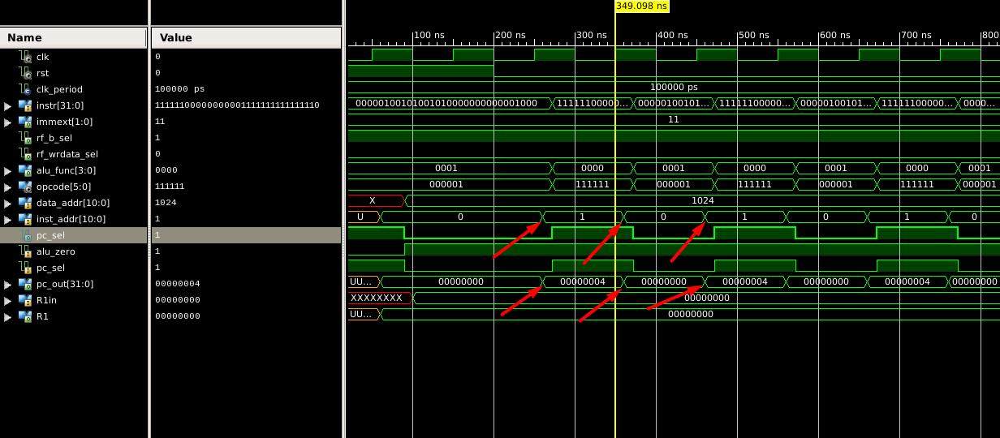 349.098 ns
Name Value 100 ns 200 ns 300 ns 400 ns 500 ns 600 ns 700 ns 800
clk 0
rst 0
clk_period 100000 ps 100000 ps
instr[31:0] 11111100000000001111111111111110 00000100101001010000000000001000 11111100000... 00000100101... 11111100000... 00000100101... 11111100000... 0000...
immext[1:0] 11 11
rf_b_sel 1
rf_wrdata_sel 0
alu_func[3:0] 0000 0001 0000 0001 0000 0001 0000 0001
opcode[5:0] 111111 000001 111111 000001 111111 000001 111111 000001
data_addr[10:0] 1024 X 1024
inst_addr[10:0] 1 U 0 1 0 1 0 1 0
pc_sel 1
alu_zero 1
pc_sel 1
pc_out[31:0] 00000004 UU... 00000000 00000004 00000000 00000004 00000000 00000004 00000000
R1in 00000000 XXXXXXXX 00000000
R1 00000000 UU... 00000000